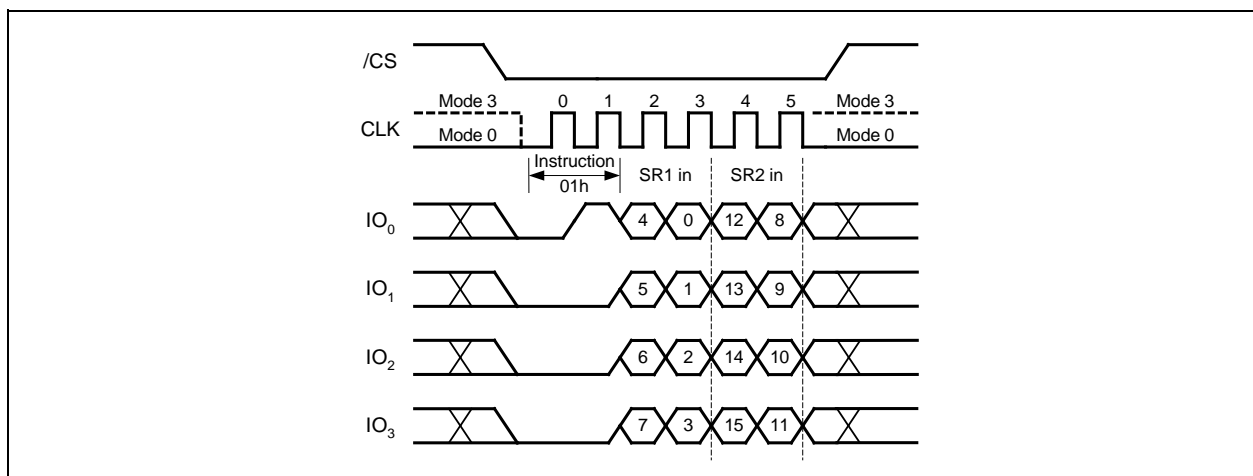 /CS
Mode 3 0 1 2 3 4 5 Mode 3
CLK Mode 0 Mode 0
Instruction SR1 in SR2 in
01h
IO0 4 0 12 8
IO1 5 1 13 9
IO2 6 2 14 10
IO3 7 3 15 11